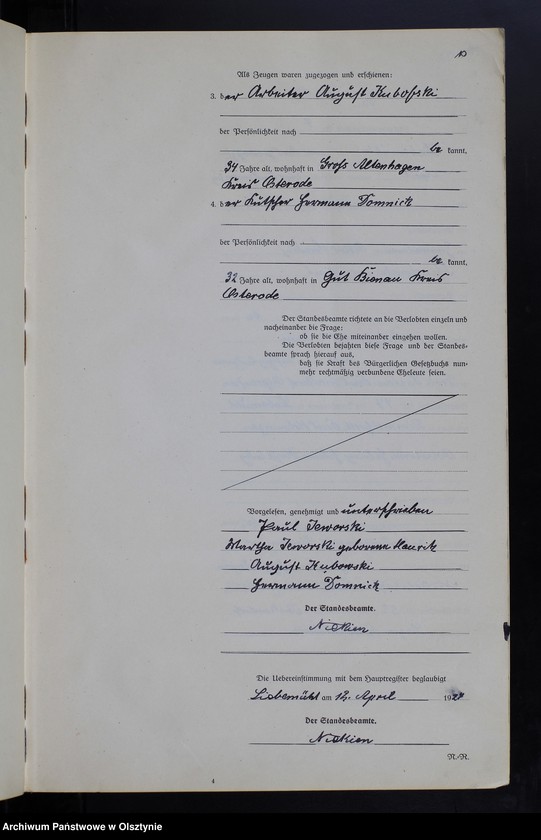 Als Zeugen waren zugezogen und erschienen:
3. der Arbeiter August Kubofski
der Persönlichkeit nach
be kannt,
34 Jahre alt, wohnhaft in Groß Altenhagen
Kreis Osterode
4. der Kutscher Hermann Domnick
der Persönlichkeit nach
be kannt,
32 Jahre alt, wohnhaft in Gut Bienau Kreis
Osterode
Der Standesbeamte richtete an die Verlobten einzeln und
nacheinander die Frage:
ob sie die Ehe miteinander eingehen wollen.
Die Verlobten bejahten diese Frage und der Standes-
beamte sprach hierauf aus,
daß sie Kraft des Bürgerlichen Gesetzbuchs nun-
mehr rechtmäßig verbundene Eheleute seien.
Vorgelesen, genehmigt und unterschrieben
Paul Jeworski
Martha Jeworski geborene
August Kubowski
Hermann Domnick
Der Standesbeamte.
Die Uebereinstimmung mit dem Hauptregister beglaubigt
Liebemühl am 12. April 192
Der Standesbeamte.
N./R.
4
Archiwum Państwowe w Olsztynie